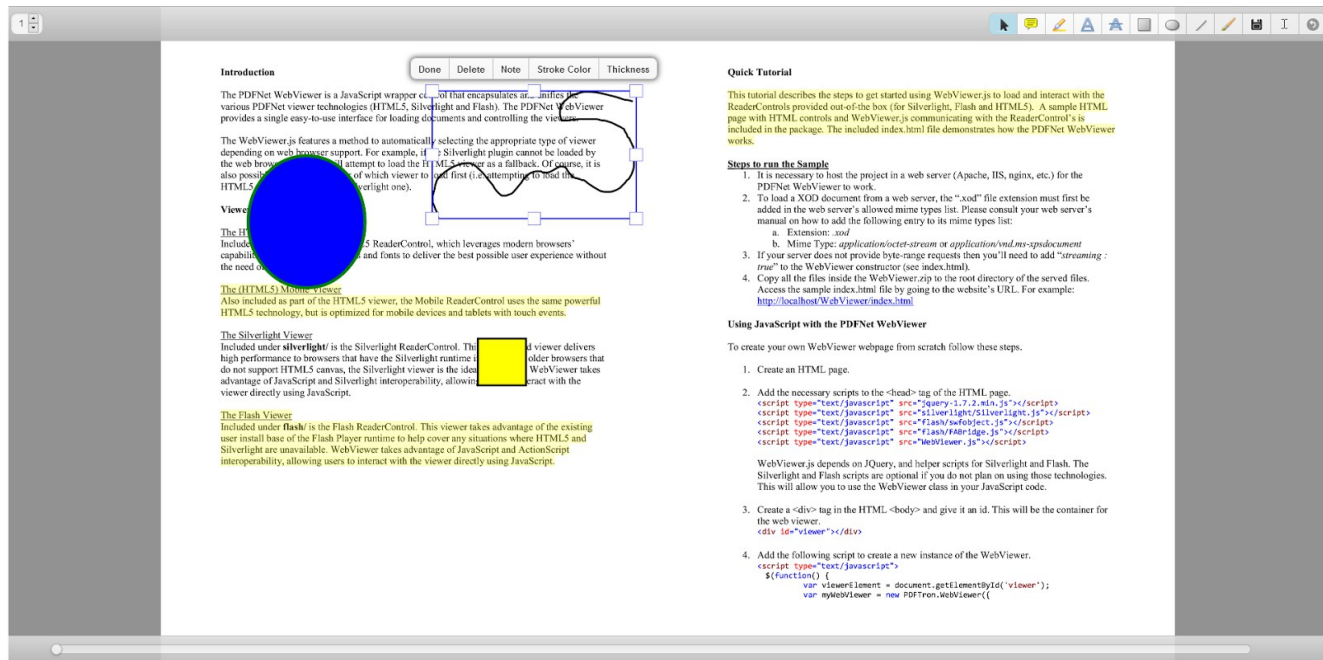 1
Done Delete Note Stroke Color Thickness
Introduction
The PDFNet WebViewer is a JavaScript wrapper control that encapsulates and unifies the
various PDFNet viewer technologies (HTML5, Silverlight and Flash). The PDFNet WebViewer
provides a single easy-to-use interface for loading documents and controlling the viewers.
The WebViewer.js features a method to automatically selecting the appropriate type of viewer
depending on web browser support. For example, if Silverlight plugin cannot be loaded by
the web attempt to load the HTML5 viewer as a fallback. Of course, it is
also of which viewer to load first (i.e. attempting to load the
HTML5 one).
The
ReaderControl, which leverages modern browsers’
and fonts to deliver the best possible user experience without
the need
The (HTML5) Mobile Viewer
Also included as part of the HTML5 viewer, the Mobile ReaderControl uses the same powerful
HTML5 technology, but is optimized for mobile devices and tablets with touch events.
The Silverlight Viewer
Included under silverlight/ is the Silverlight ReaderControl. viewer delivers
high performance to browsers that have the Silverlight runtime older browsers that
do not support HTML5 canvas, the Silverlight viewer is the WebViewer takes
advantage of JavaScript and Silverlight interoperability, with the
viewer directly using JavaScript.
The Flash Viewer
Included under flash/ is the Flash ReaderControl. This viewer takes advantage of the existing
user install base of the Flash Player runtime to help cover any situations where HTML5 and
Silverlight are unavailable. WebViewer takes advantage of JavaScript and ActionScript
interoperability, allowing users to interact with the viewer directly using JavaScript.
Quick Tutorial
This tutorial describes the steps to get started using WebViewer.js to load and interact with the
ReaderControls provided out-of-the box (for Silverlight, Flash and HTML5). A sample HTML
page with HTML controls and WebViewer.js communicating with the ReaderControl’s is
included in the package. The included index.html file demonstrates how the PDFNet WebViewer
works.
Steps to run the Sample
1. It is necessary to host the project in a web server (Apache, IIS, nginx, etc.) for the
PDFNet WebViewer to work.
2. To load a XOD document from a web server, the “.xod” file extension must first be
added in the web server’s allowed mime types list. Please consult your web server’s
manual on how to add the following entry to its mime types list:
a. Extension: .xod
b. Mime Type: application/octet-stream or application/vnd.ms-xpsdocument
3. If your server does not provide byte-range requests then you’ll need to add “streaming :
true” to the WebViewer constructor (see index.html).
4. Copy all the files inside the WebViewer.zip to the root directory of the served files.
Access the sample index.html file by going to the website’s URL. For example:
http://localhost/WebViewer/index.html
Using JavaScript with the PDFNet WebViewer
To create your own WebViewer webpage from scratch follow these steps.
1. Create an HTML page.
2. Add the necessary scripts to the <head> tag of the HTML page.
<script type="text/javascript" src="jquery-1.7.2.min.js"></script>
<script type="text/javascript" src="silverlight/Silverlight.js"></script>
<script type="text/javascript" src="flash/swfobject.js"></script>
<script type="text/javascript" src="flash/FABridge.js"></script>
<script type="text/javascript" src="WebViewer.js"></script>
WebViewer.js depends on JQuery, and helper scripts for Silverlight and Flash. The
Silverlight and Flash scripts are optional if you do not plan on using those technologies.
This will allow you to use the WebViewer class in your JavaScript code.
3. Create a <div> tag in the HTML <body> and give it an id. This will be the container for
the web viewer.
<div id="viewer"></div>
4. Add the following script to create a new instance of the WebViewer.
<script type="text/javascript">
$(function() {
var viewerElement = document.getElementById('viewer');
var myWebViewer = new PDFTron.WebViewer({